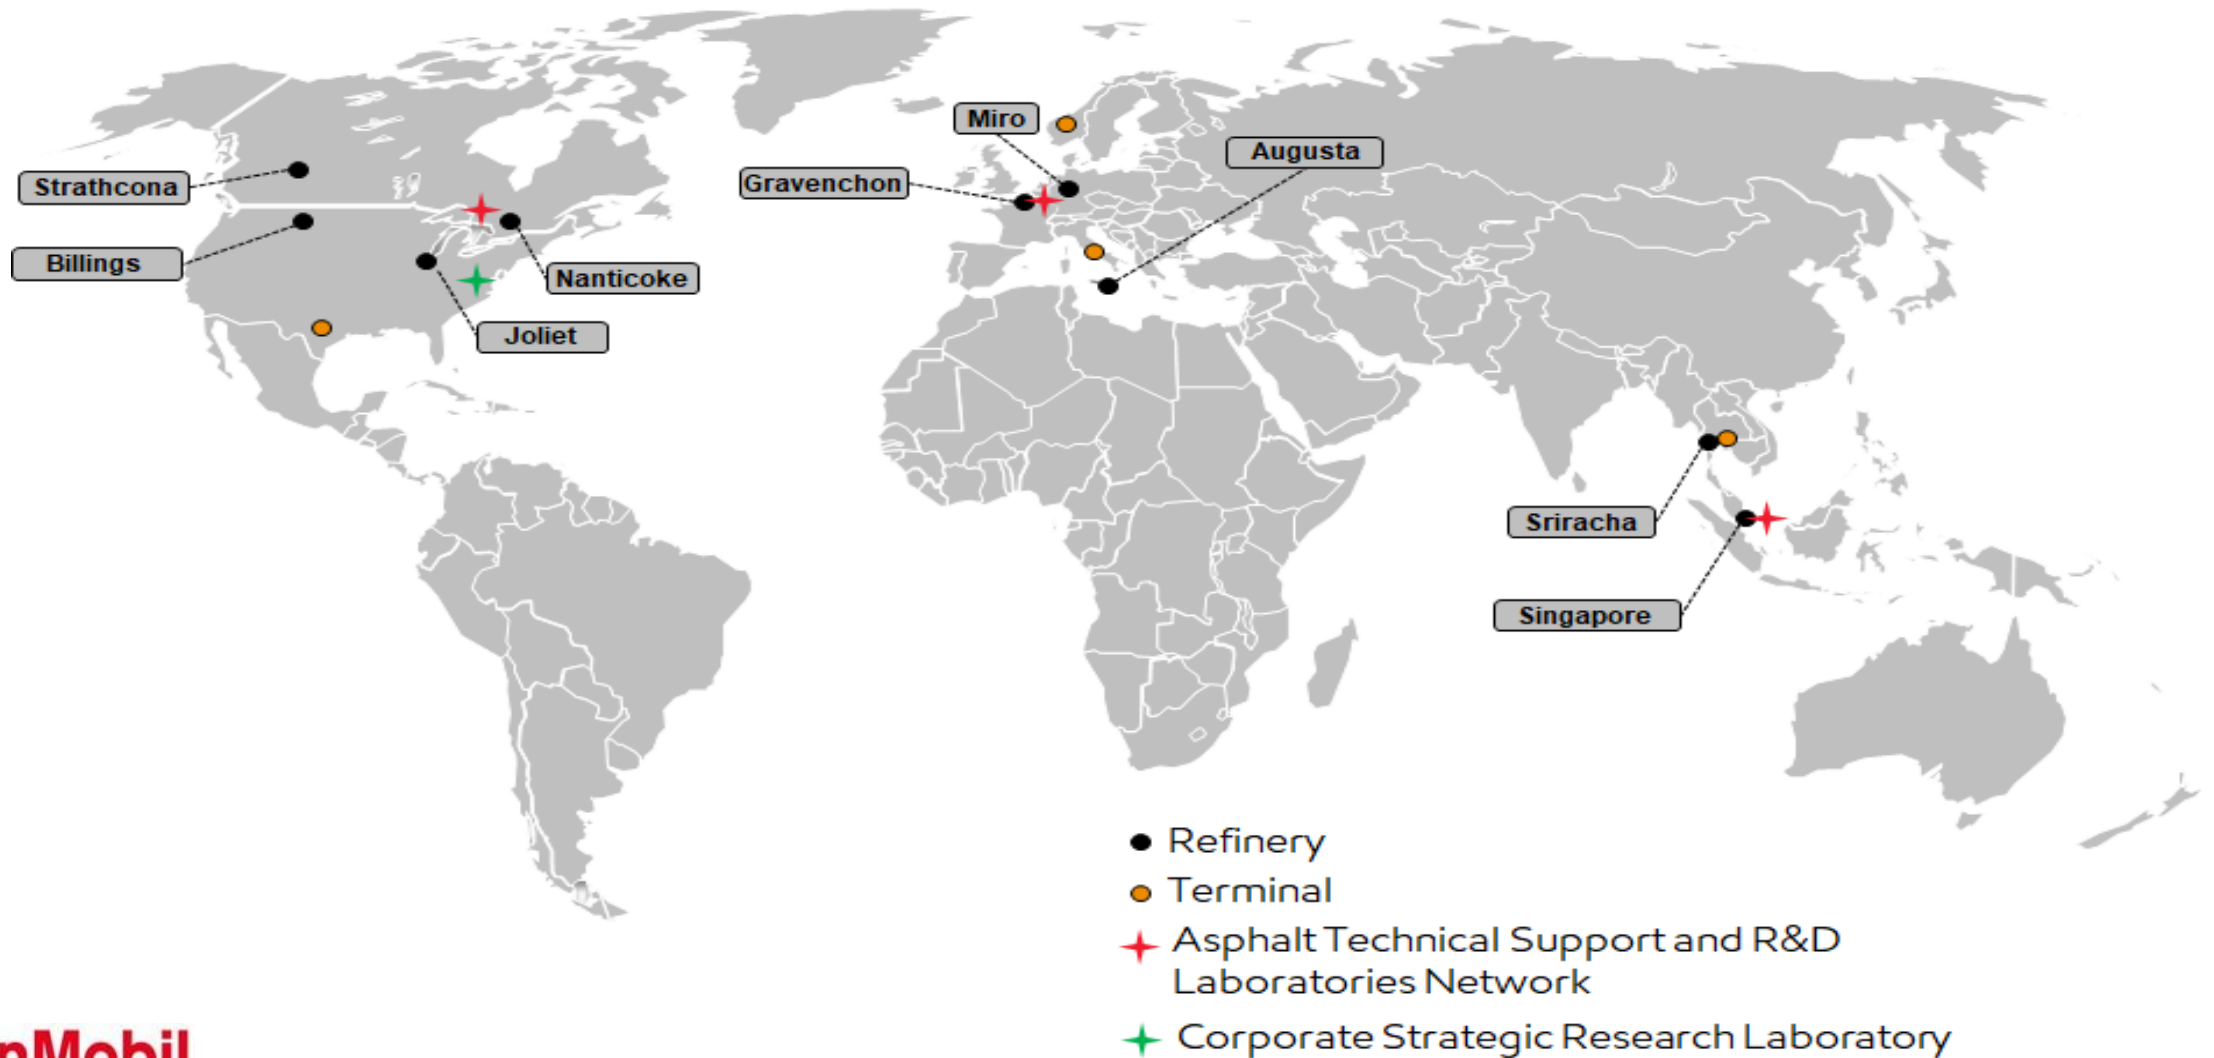 Miro
Augusta
Strathcona
Gravenchon
Billings
Nanticoke
Joliet
Sriracha
Singapore
Refinery
Terminal
Asphalt Technical Support and R&D
Laboratories Network
Corporate Strategic Research Laboratory
nMobil